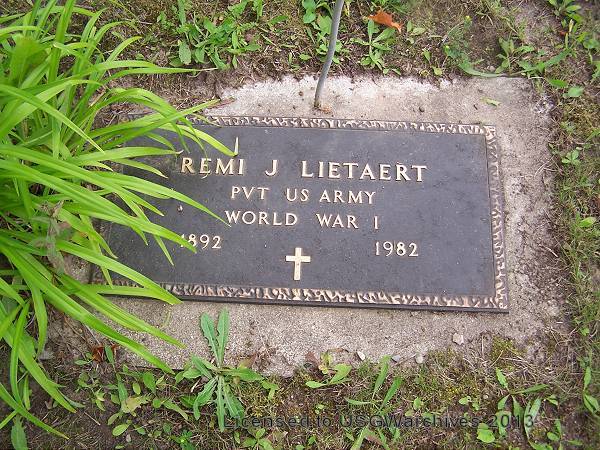 REMI J LIETAERT
PVT US ARMY
WORLD WAR I
1892 1982
Licensed to USGWarchives 2013